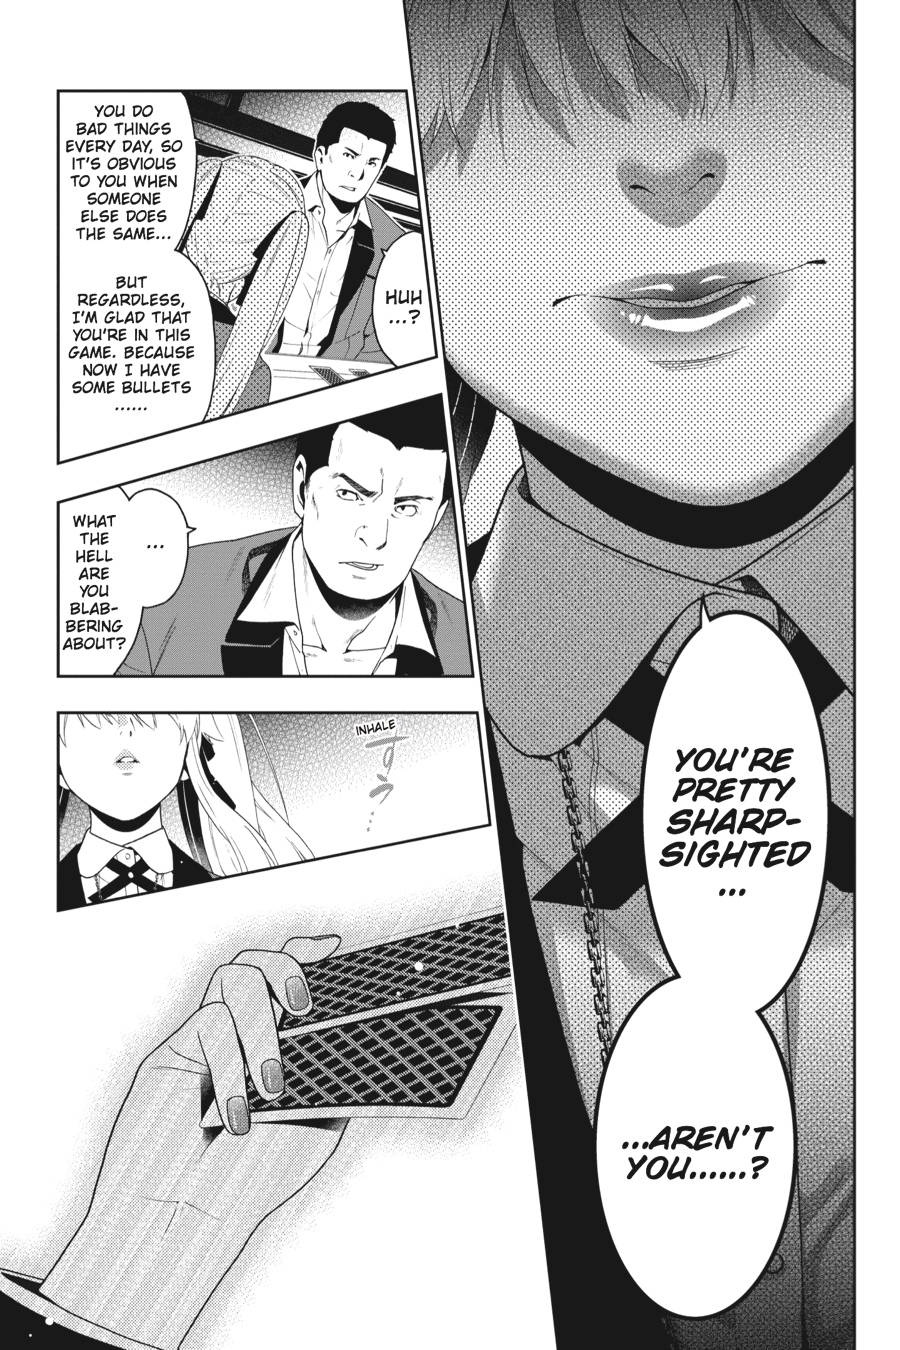 YOU'RE
PRETTY
SHARP-
SIGHTED
...
...AREN'T
YOU......?
HUH
...?
YOU DO
BAD THINGS
EVERY DAY, SO
IT'S OBVIOUS
TO YOU WHEN
SOMEONE
ELSE DOES
THE SAME...
BUT
REGARDLESS,
I'M GLAD THAT
YOU'RE IN THIS
GAME. BECAUSE
NOW I HAVE
SOME BULLETS
......
...
WHAT
THE
HELL
ARE
YOU
BLAB-
BERING
ABOUT?
INHALE
すぅ…